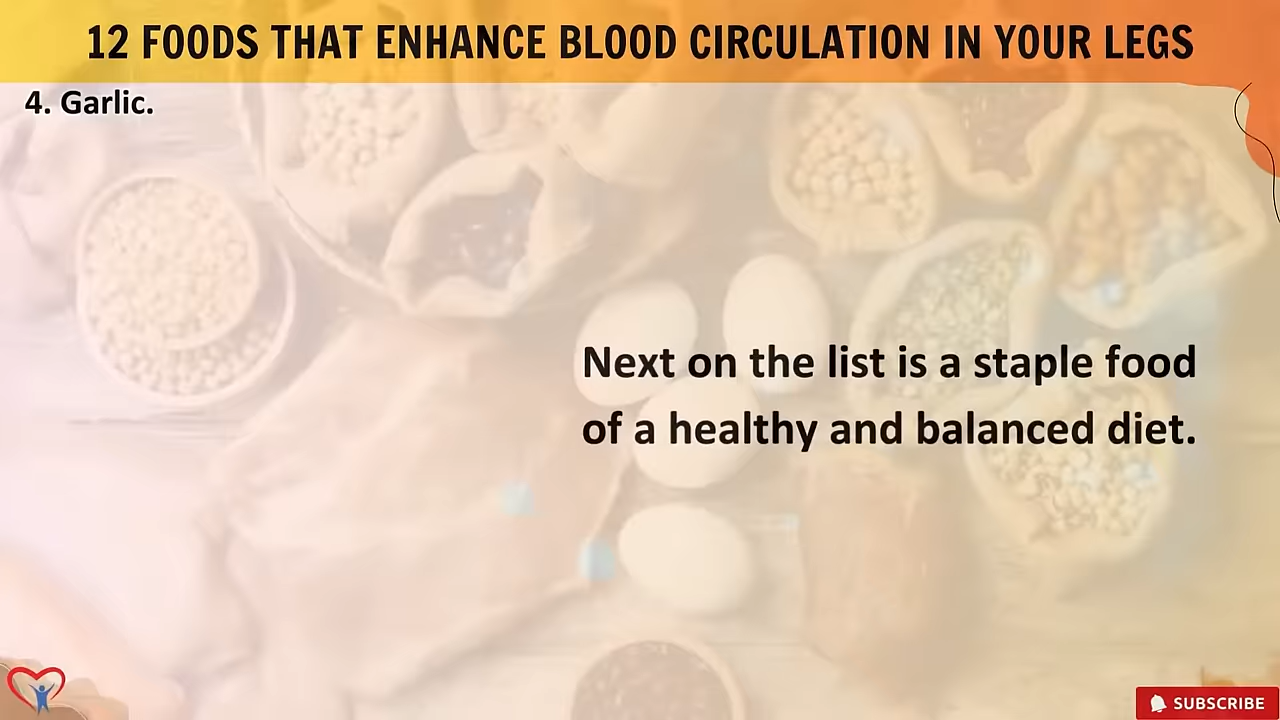 12 FOODS THAT ENHANCE BLOOD CIRCULATION IN YOUR LEGS
4. Garlic.
Next on the list is a staple food
of a healthy and balanced diet.
SUBSCRIBE